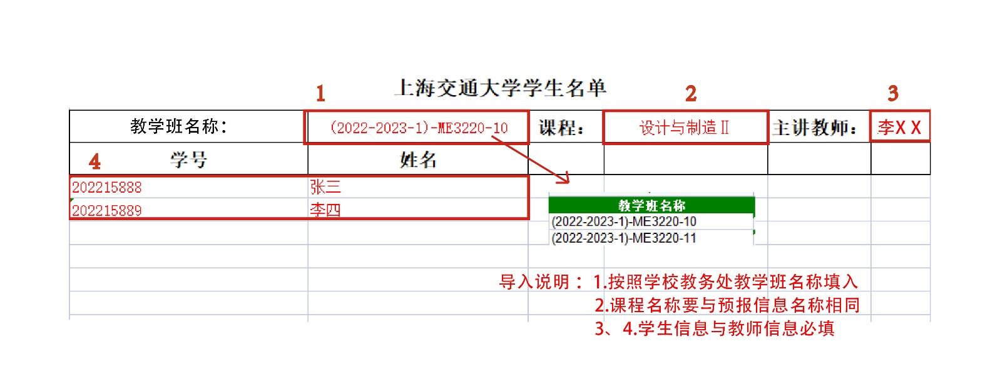 上海交通大学学生名单
1 2 3
教学班名称： (2022-2023-1)-ME3220-10 课程： 设计与制造Ⅱ 主讲教师： 李X X
4 学号 姓名
202215888 张三
202215889 李四
教学班名称
(2022-2023-1)-ME3220-10
(2022-2023-1)-ME3220-11
导入说明： 1.按照学校教务处教学班名称填入
2.课程名称要与预报信息名称相同
3、4.学生信息与教师信息必填